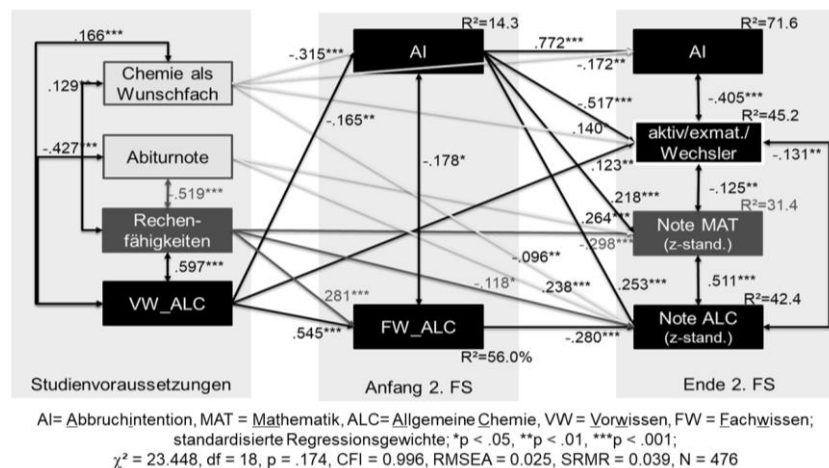 R²=14.3
R²=71.6
.166***
Chemie als
Wunschfach
-.315***
AI
.772***
AI
-.172**
.129**
-.517***
-.405***
-.165**
R²=45.2
.140*
aktiv/exmat./
Wechsler
-.427***
Abiturnote
-.178*
.123**
-.131**
-.519***
.218***
-.125**
R²=31.4
Rechen-
fähigkeiten
.264***
Note MAT
(z-stand.)
-.298***
-.096**
.597***
-.118*
.238***
.253***
.511***
VW_ALC
.281***
R²=42.4
.545***
FW_ALC
-.280***
Note ALC
(z-stand.)
R²=56.0%
Studienvoraussetzungen
Anfang 2. FS
Ende 2. FS
AI= Abbruchintention, MAT = Mathematik, ALC= Allgemeine Chemie, VW = Vorwissen, FW = Fachwissen;
standardisierte Regressionsgewichte; *p < .05, **p < .01, ***p < .001;
χ² = 23.448, df = 18, p = .174, CFI = 0.996, RMSEA = 0.025, SRMR = 0.039, N = 476